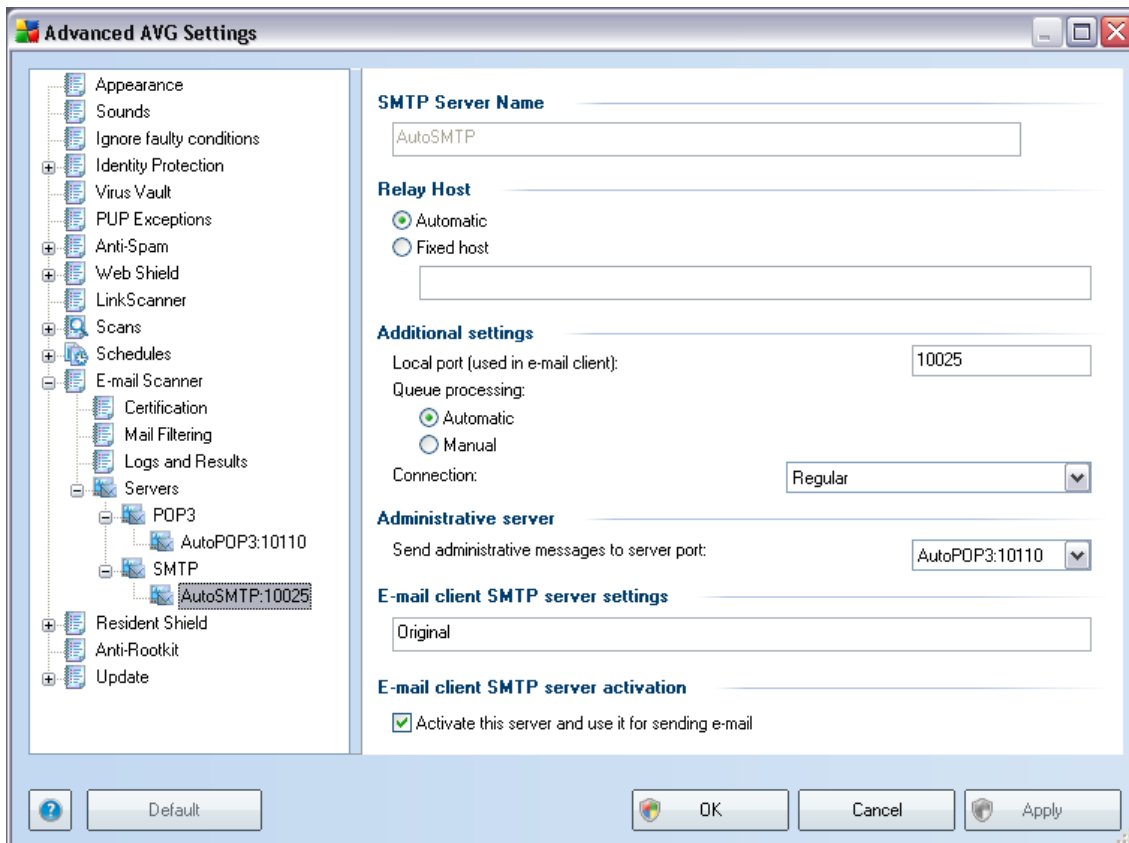 Advanced AVG Settings
Appearance
Sounds
Ignore faulty conditions
Identity Protection
Virus Vault
PUP Exceptions
Anti-Spam
Web Shield
LinkScanner
Scans
Schedules
E-mail Scanner
Certification
Mail Filtering
Logs and Results
Servers
POP3
AutoPOP3:10110
SMTP
AutoSMTP:10025
Resident Shield
Anti-Rootkit
Update
SMTP Server Name
AutoSMTP
Relay Host
Automatic
Fixed host
Additional settings
Local port (used in e-mail client): 10025
Queue processing:
Automatic
Manual
Connection: Regular
Administrative server
Send administrative messages to server port: AutoPOP3:10110
E-mail client SMTP server settings
Original
E-mail client SMTP server activation
Activate this server and use it for sending e-mail
? Default OK Cancel Apply